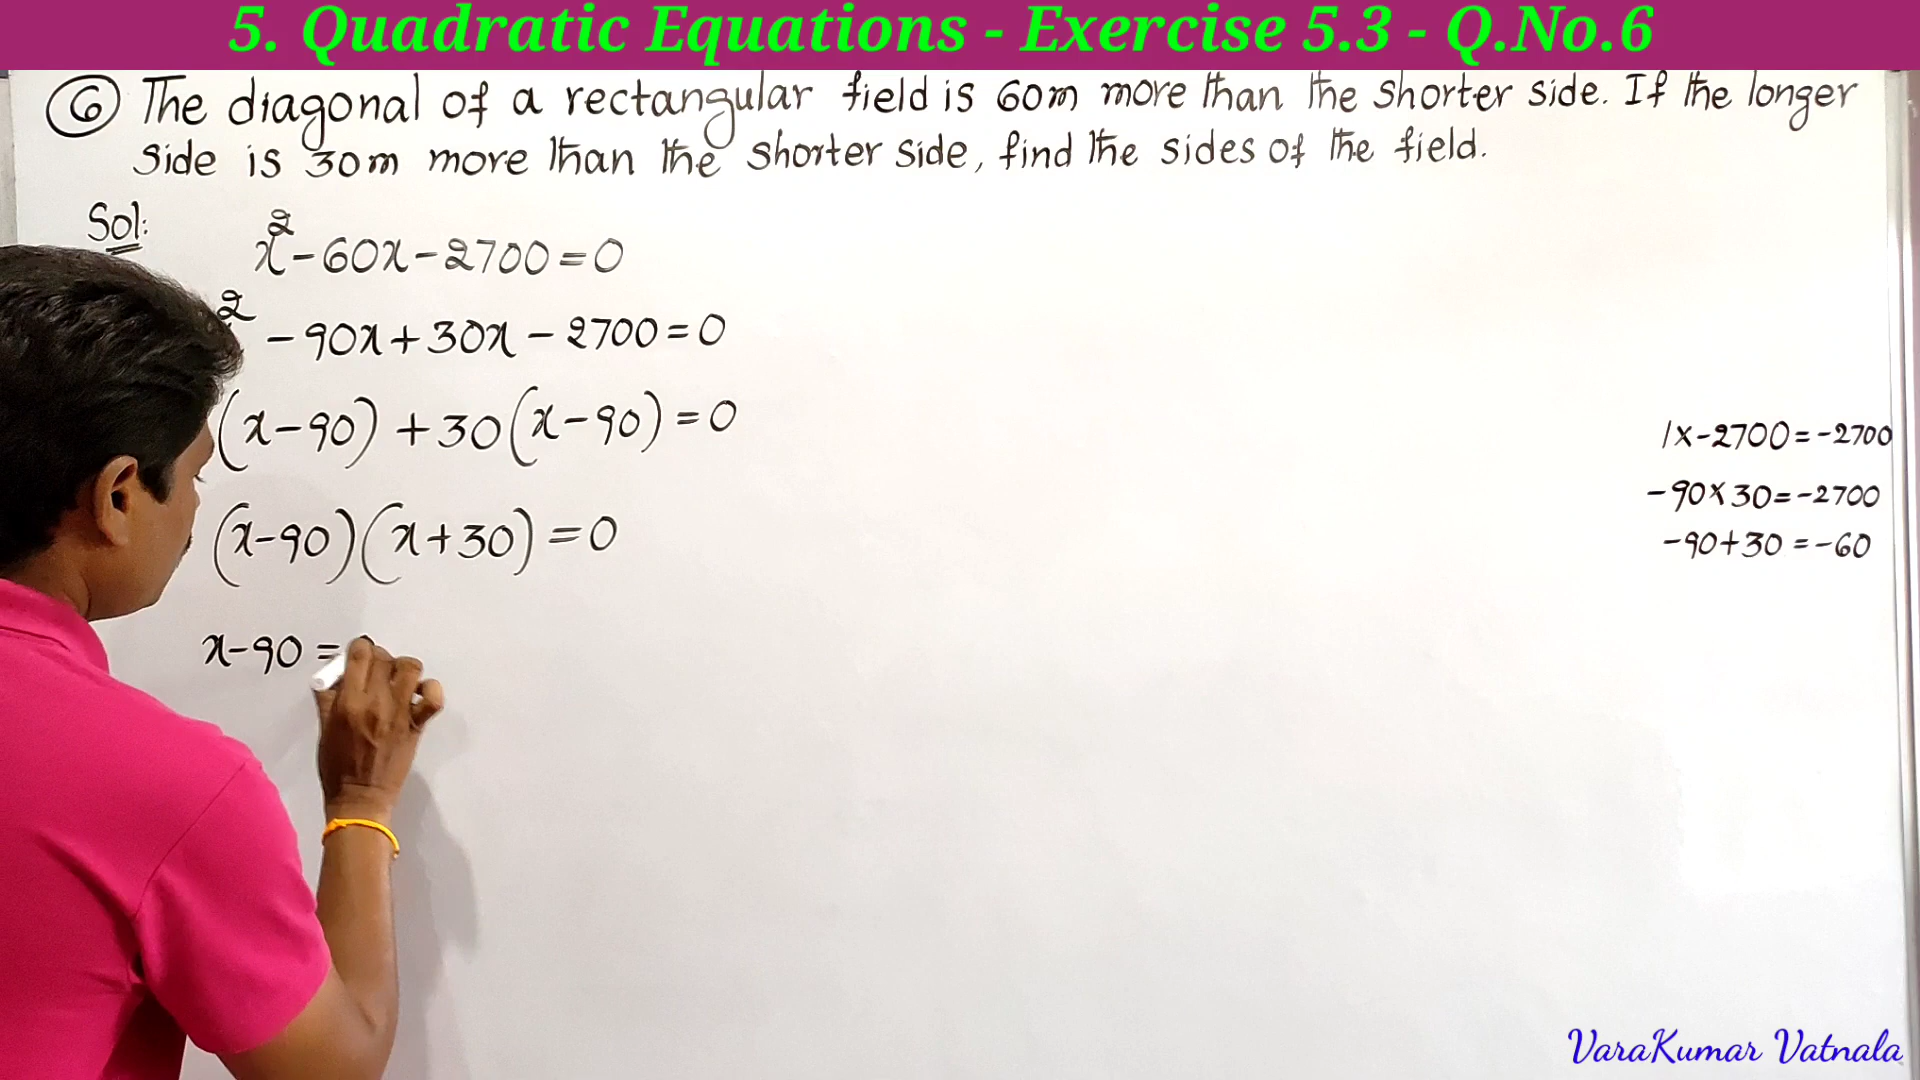 5. Quadratic Equations - Exercise 5.3 - Q.No.6
6 The diagonal of a rectangular field is 60m more than the shorter side. If the longer
side is 30m more than the shorter side, find the sides of the field.
Sol:
x² - 60x - 2700 = 0
² - 90x + 30x - 2700 = 0
(x - 90) + 30(x - 90) = 0
(x - 90)(x + 30) = 0
x - 90 =
1 x - 2700 = - 2700
- 90 x 30 = - 2700
- 90 + 30 = - 60
VaraKumar Vatnala